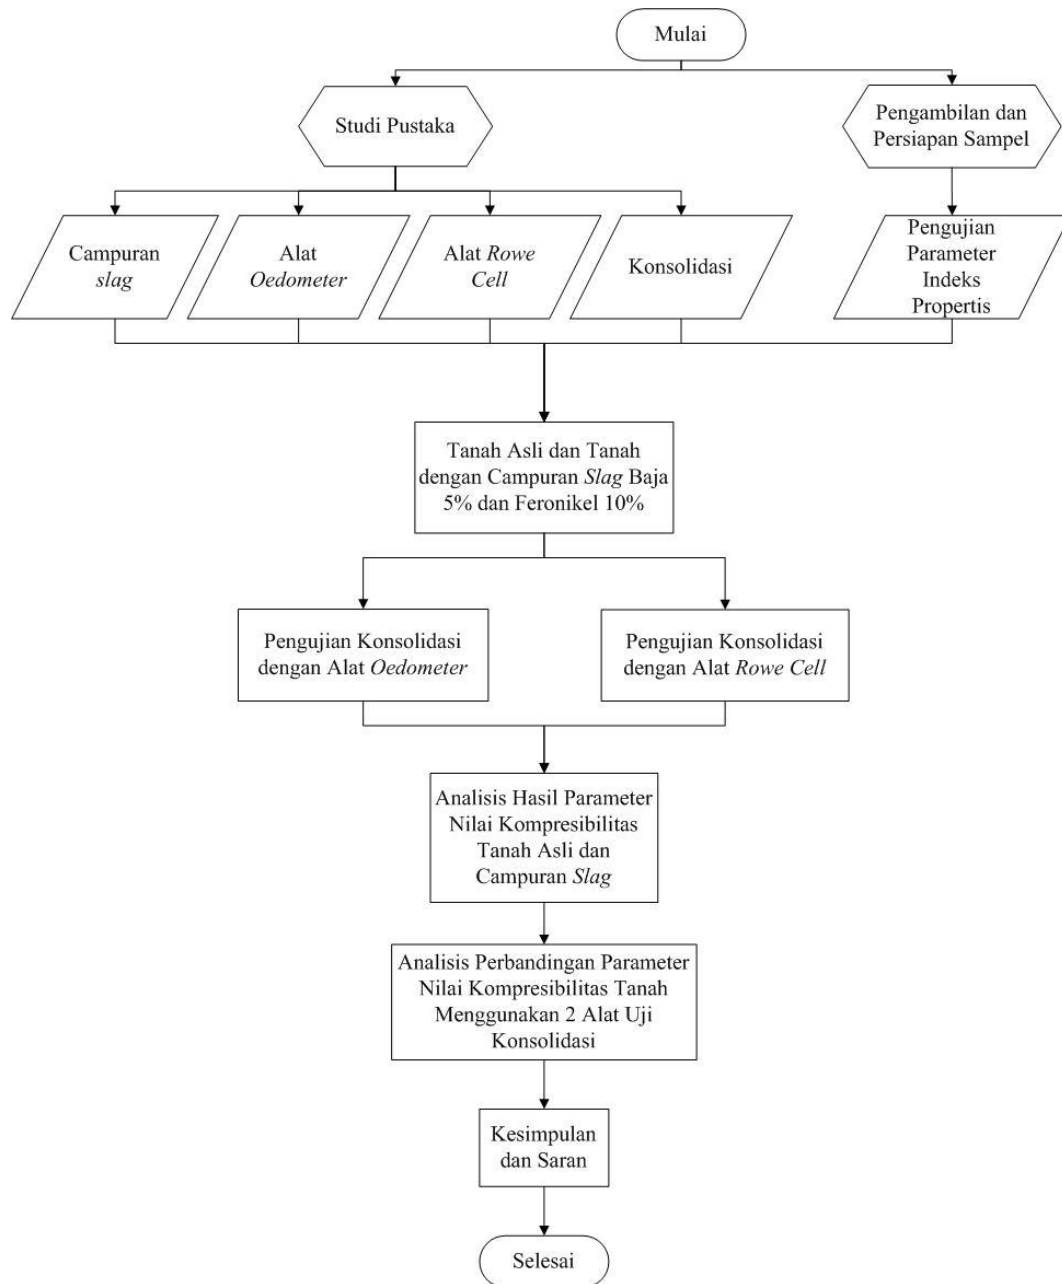 Mulai
Studi Pustaka
Pengambilan dan
Persiapan Sampel
Campuran
slag
Alat
Oedometer
Alat Rowe
Cell
Konsolidasi
Pengujian
Parameter
Indeks
Propertis
Tanah Asli dan Tanah
dengan Campuran Slag Baja
5% dan Feronikel 10%
Pengujian Konsolidasi
dengan Alat Oedometer
Pengujian Konsolidasi
dengan Alat Rowe Cell
Analisis Hasil Parameter
Nilai Kompresibilitas
Tanah Asli dan
Campuran Slag
Analisis Perbandingan Parameter
Nilai Kompresibilitas Tanah
Menggunakan 2 Alat Uji
Konsolidasi
Kesimpulan
dan Saran
Selesai